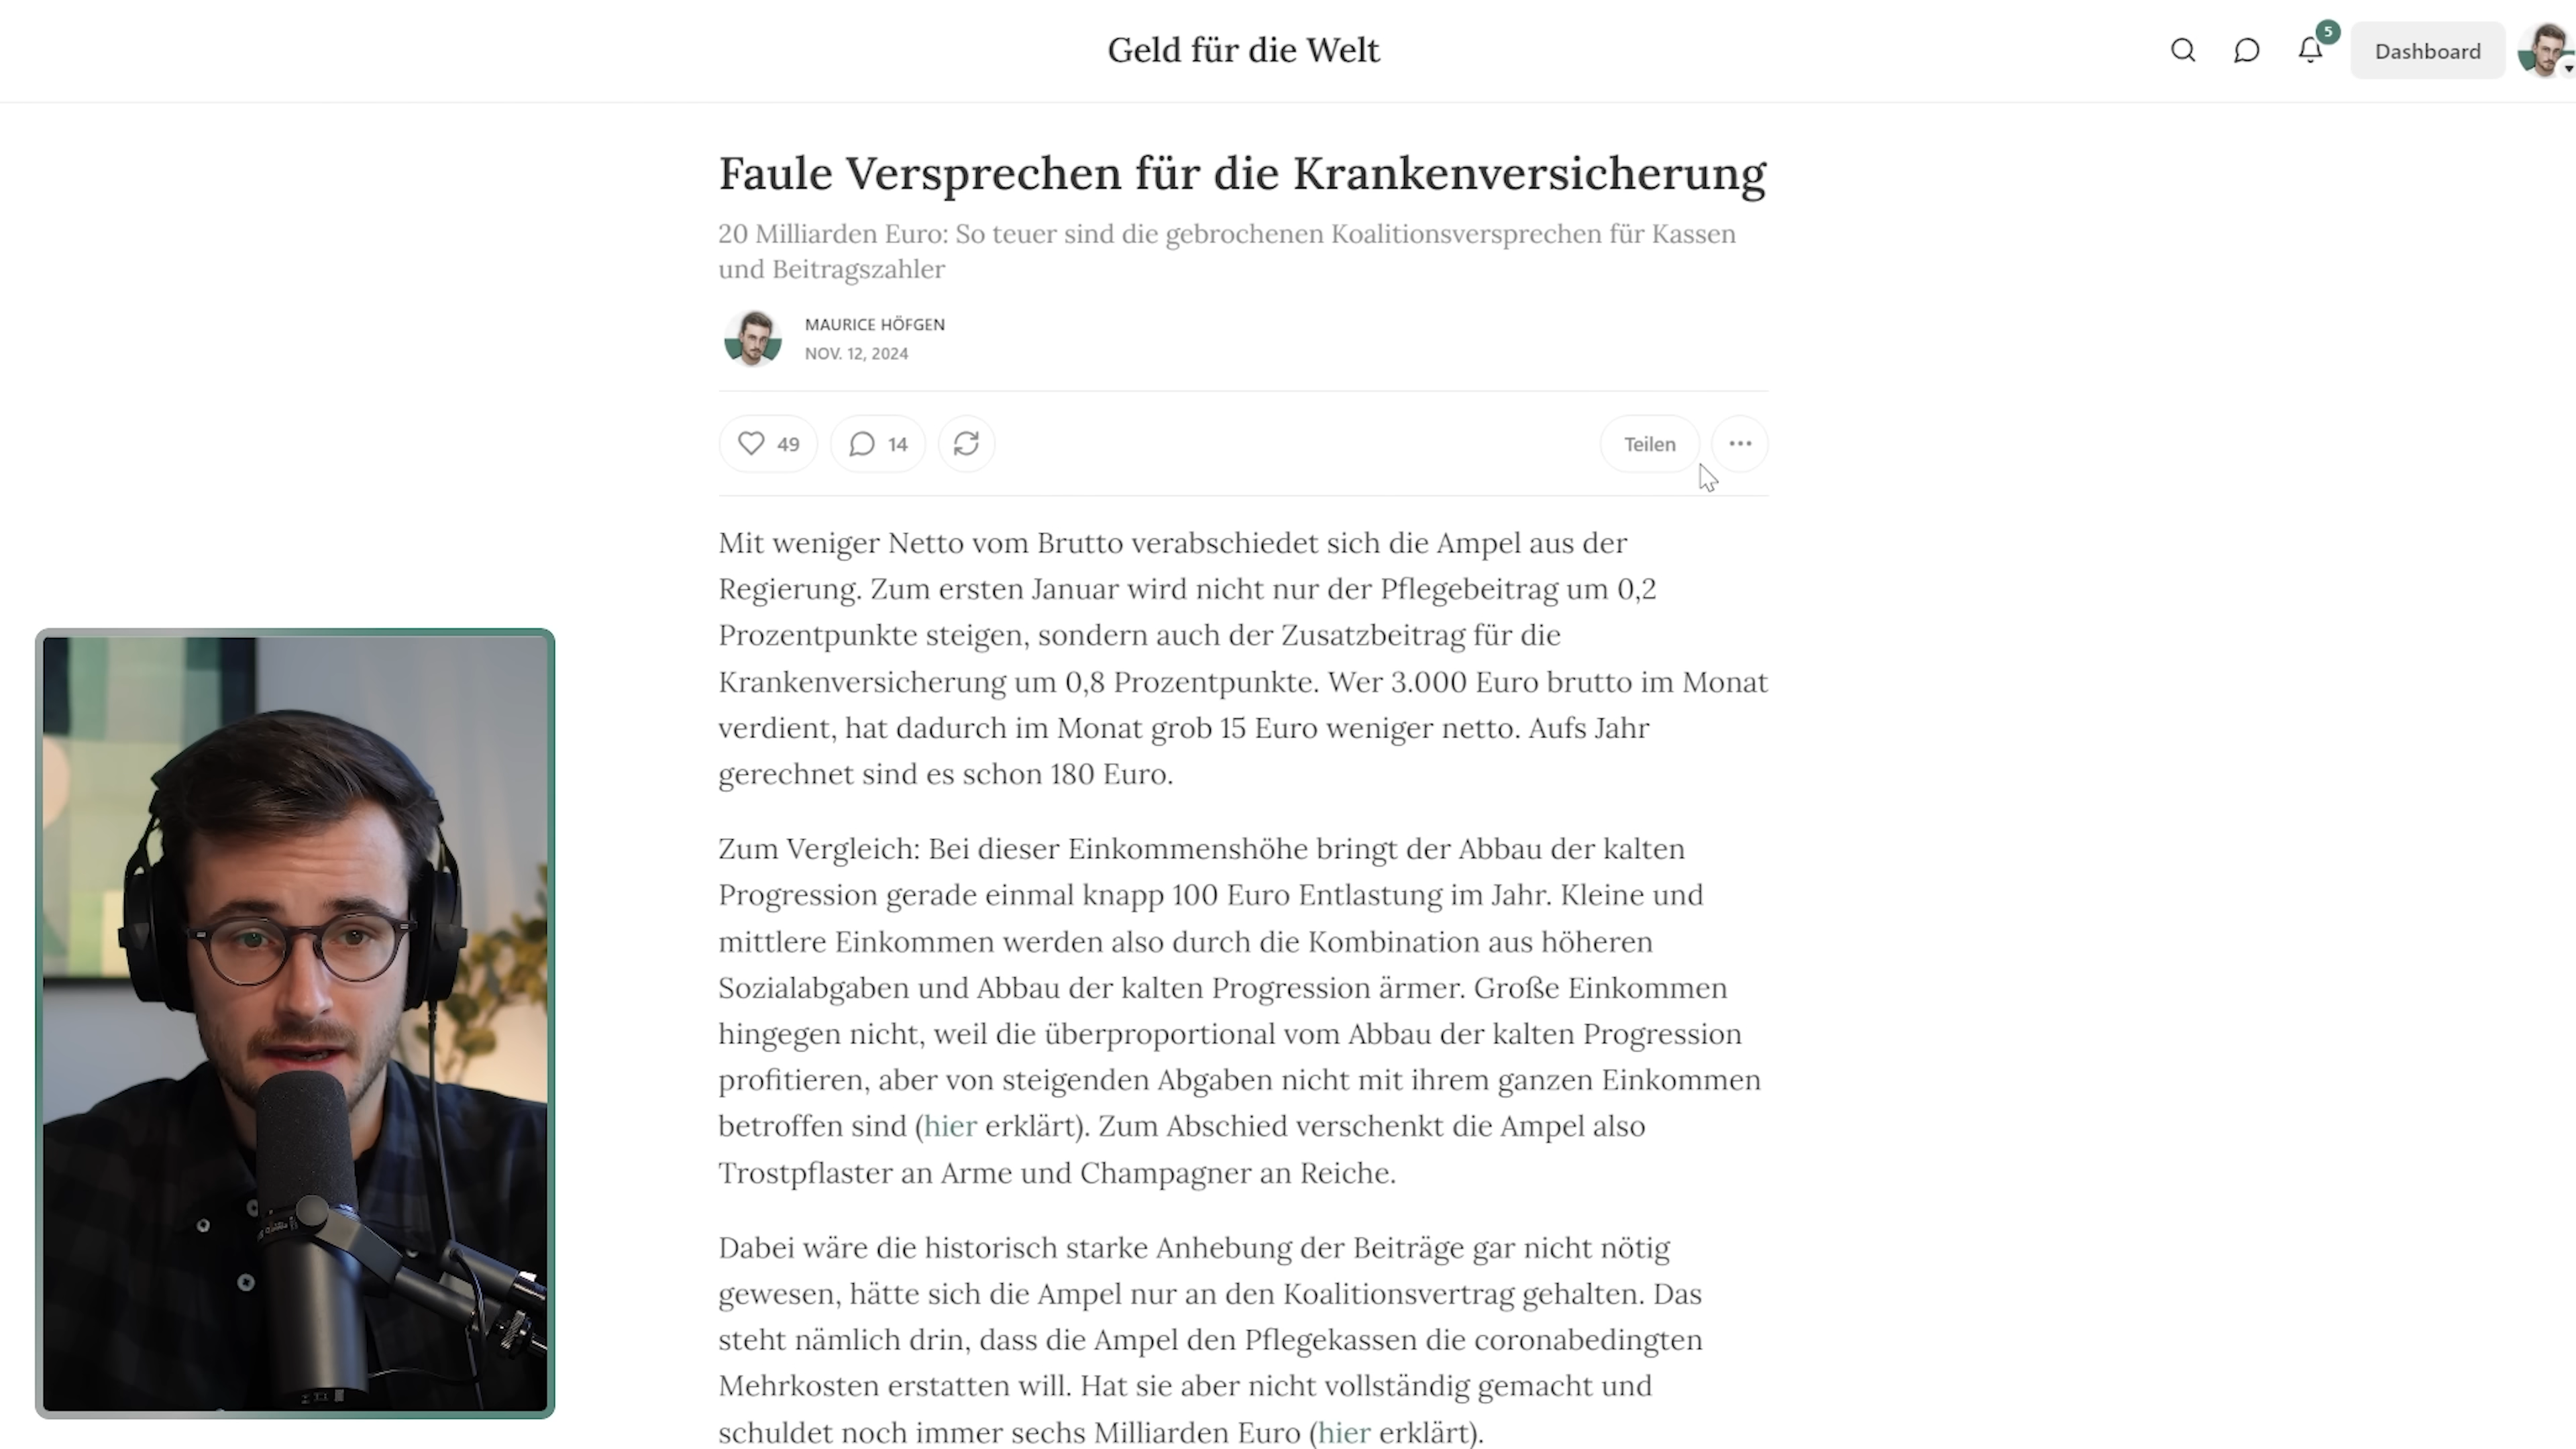 Geld für die Welt
5
Dashboard
Faule Versprechen für die Krankenversicherung
20 Milliarden Euro: So teuer sind die gebrochenen Koalitionsversprechen für Kassen
und Beitragszahler
MAURICE HÖFGEN
NOV. 12, 2024
49
14
Teilen
Mit weniger Netto vom Brutto verabschiedet sich die Ampel aus der
Regierung. Zum ersten Januar wird nicht nur der Pflegebeitrag um 0,2
Prozentpunkte steigen, sondern auch der Zusatzbeitrag für die
Krankenversicherung um 0,8 Prozentpunkte. Wer 3.000 Euro brutto im Monat
verdient, hat dadurch im Monat grob 15 Euro weniger netto. Aufs Jahr
gerechnet sind es schon 180 Euro.
Zum Vergleich: Bei dieser Einkommenshöhe bringt der Abbau der kalten
Progression gerade einmal knapp 100 Euro Entlastung im Jahr. Kleine und
mittlere Einkommen werden also durch die Kombination aus höheren
Sozialabgaben und Abbau der kalten Progression ärmer. Große Einkommen
hingegen nicht, weil die überproportional vom Abbau der kalten Progression
profitieren, aber von steigenden Abgaben nicht mit ihrem ganzen Einkommen
betroffen sind (hier erklärt). Zum Abschied verschenkt die Ampel also
Trostpflaster an Arme und Champagner an Reiche.
Dabei wäre die historisch starke Anhebung der Beiträge gar nicht nötig
gewesen, hätte sich die Ampel nur an den Koalitionsvertrag gehalten. Das
steht nämlich drin, dass die Ampel den Pflegekassen die coronabedingten
Mehrkosten erstatten will. Hat sie aber nicht vollständig gemacht und
schuldet noch immer sechs Milliarden Euro (hier erklärt).